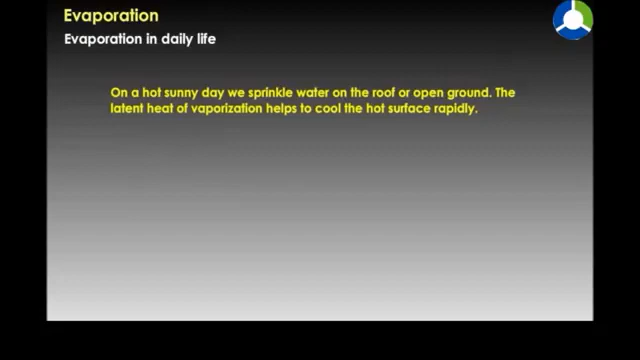 Evaporation
Evaporation in daily life
On a hot sunny day we sprinkle water on the roof or open ground. The
latent heat of vaporization helps to cool the hot surface rapidly.